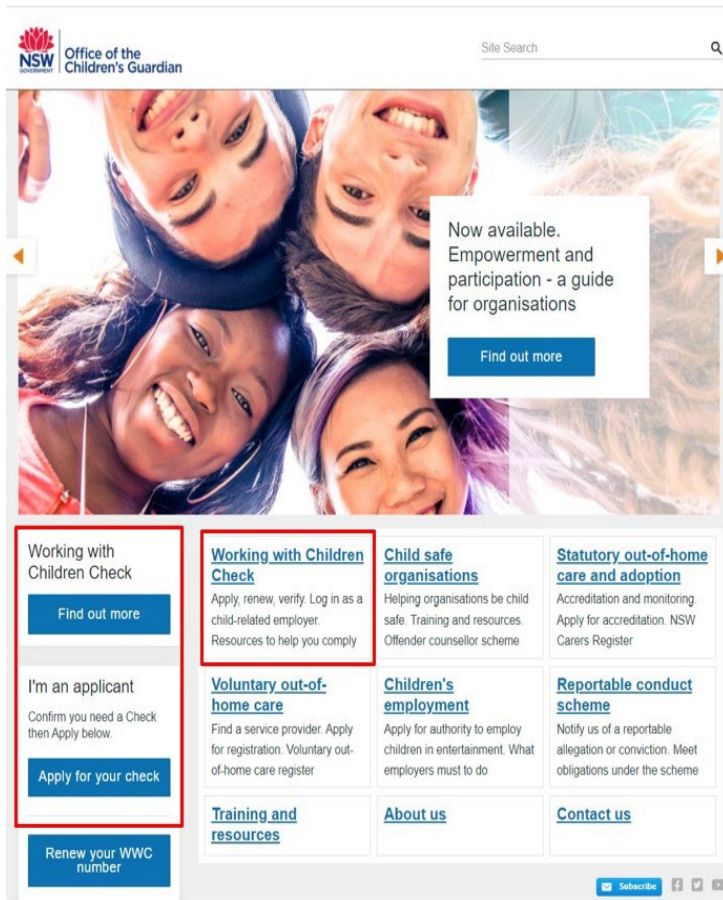 Office of the
Children's Guardian
NSW
GOVERNMENT
Site Search
Now available.
Empowerment and
participation - a guide
for organisations
Find out more
Working with
Children Check
Find out more
I'm an applicant
Confirm you need a Check
then Apply below.
Apply for your check
Renew your WWC
number
Working with Children
Check
Apply, renew, verify. Log in as a
child-related employer.
Resources to help you comply
Child safe
organisations
Helping organisations be child
safe. Training and resources.
Offender counsellor scheme
Statutory out-of-home
care and adoption
Accreditation and monitoring.
Apply for accreditation. NSW
Carers Register
Voluntary out-of-
home care
Find a service provider. Apply
for registration. Voluntary out-
of-home care register
Children's
employment
Apply for authority to employ
children in entertainment. What
employers must to do
Reportable conduct
scheme
Notify us of a reportable
allegation or conviction. Meet
obligations under the scheme
Training and
resources
About us
Contact us
Subscribe